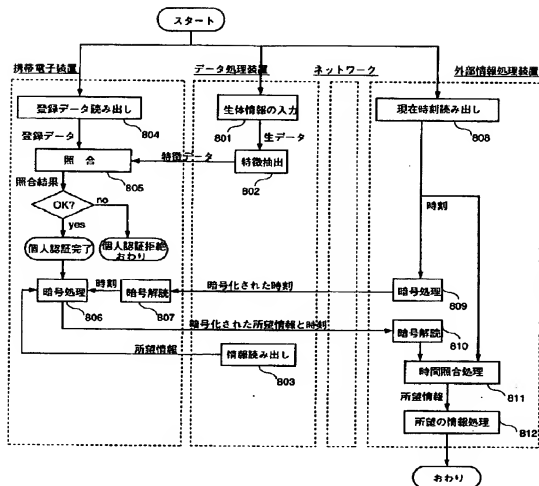 スタート
携帯電子装置
データ処理装置
ネットワーク
外部情報処理装置
登録データ読み出し
804
生体情報の入力
801
現在時刻読み出し
808
登録データ
生データ
照合
805
特徴データ
特徴抽出
802
照合結果
OK?
no
yes
時刻
個人認証完了
個人認証拒絶
おわり
暗号処理
806
時刻
暗号解読
807
暗号化された時刻
暗号処理
809
暗号化された所望情報と時刻
暗号解読
810
所望情報
情報読み出し
803
時間照合処理
811
所望情報
所望の情報処理
812
おわり